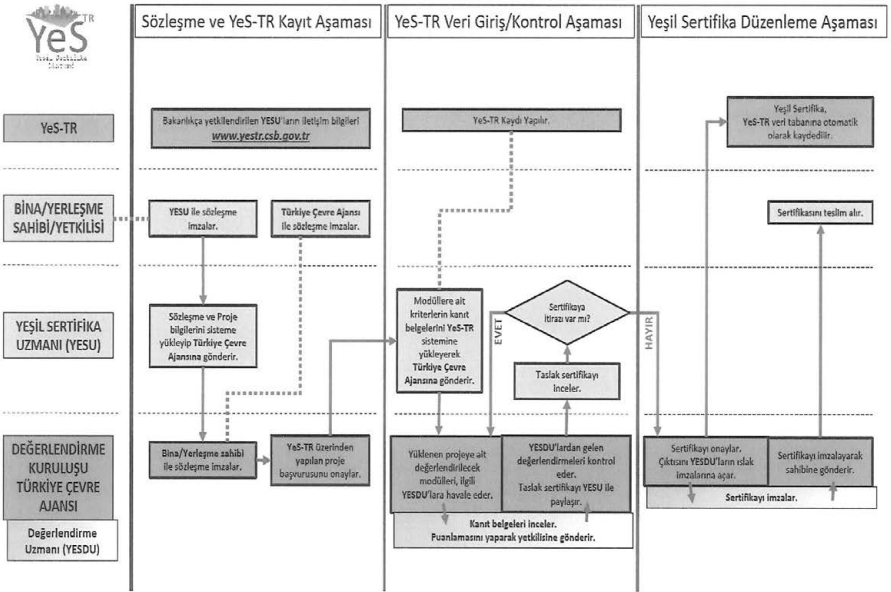 YeS TR
Sözleşme ve YeS-TR Kayıt Aşaması
YeS-TR Veri Giriş/Kontrol Aşaması
Yeşil Sertifika Düzenleme Aşaması
YeS-TR
Bakanlıkça yetkilendirilen YESU'ların iletişim bilgileri
www.yestr.csb.gov.tr
YeS-TR Kaydı Yapılır.
Yeşil Sertifika,
YeS-TR veri tabanına otomatik
olarak kaydedilir.
BİNA/YERLEŞME
SAHİBİ/YETKİLİSİ
YESU ile sözleşme
imzalar.
Türkiye Çevre Ajansı
ile sözleşme imzalar.
Sertifikasını teslim alır.
YEŞİL SERTİFİKA
UZMANI (YESU)
Sözleşme ve Proje
bilgilerini sisteme
yükleyip Türkiye Çevre
Ajansına gönderir.
Modüllere ait
kriterlerin kanıt
belgelerini YeS-TR
sistemine
yükleyerek
Türkiye Çevre
Ajansına gönderir.
Sertifikaya
itirazı var mı?
EVET
HAYIR
Taslak sertifikayı
inceler.
DEĞERLENDİRME
KURULUŞU
TÜRKİYE ÇEVRE
AJANSI
Bina/Yerleşme sahibi
ile sözleşme imzalar.
YeS-TR üzerinden
yapılan proje
başvurusunu onaylar.
Yüklenen projeye ait
değerlendirilecek
modülleri, ilgili
YESDU'lara havale eder.
YESDU'lardan gelen
değerlendirmeleri kontrol
eder.
Taslak sertifikayı YESU ile
paylaşır.
Sertifikayı onaylar.
Çıktısını YESDU'ların ıslak
imzalarına açar.
Sertifikayı imzalayarak
sahibine gönderir.
Değerlendirme
Uzmanı (YESDU)
Kanıt belgeleri inceler.
Puanlamasını yaparak yetkilisine gönderir.
Sertifikayı imzalar.